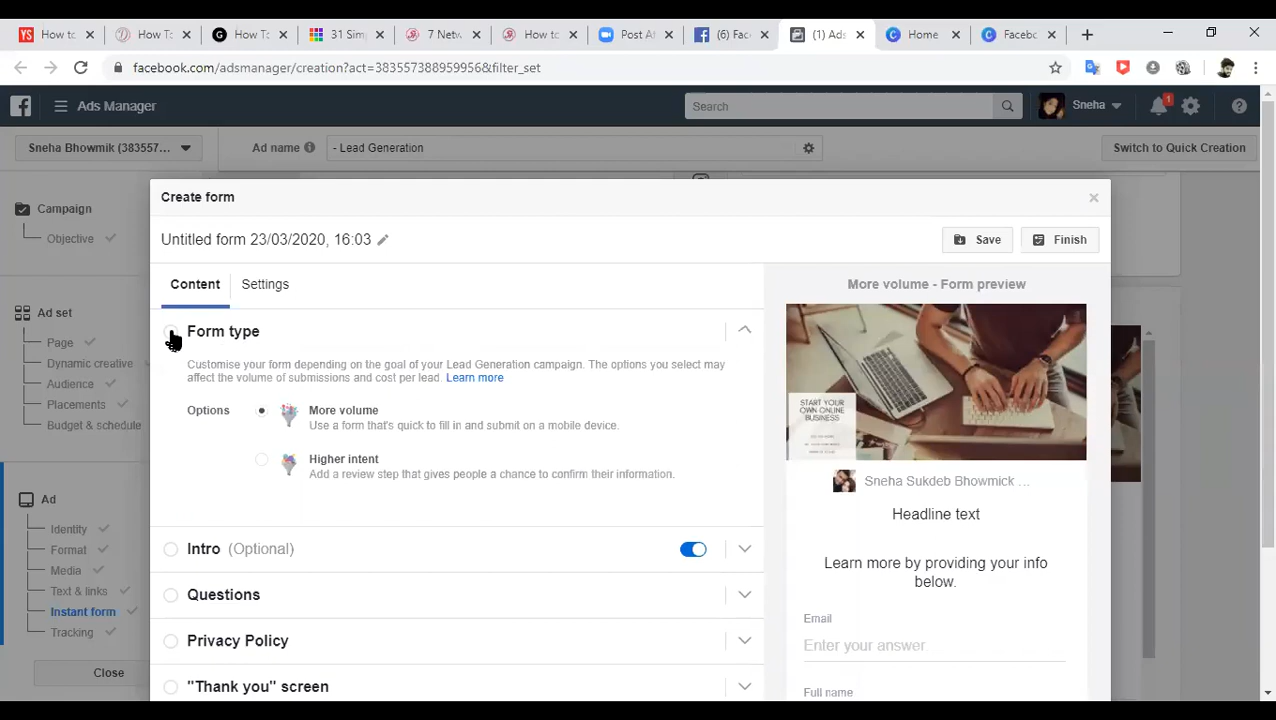 How to
How To
How To
31 Simp
7 Netw
How to
Post At
(6) Fac
(1) Ads
Home
Facebo
facebook.com/adsmanager/creation?act=383557388959956&filter_set
Ads Manager
Search
Sneha
1
Sneha Bhowmik (383557...
Ad name
- Lead Generation
Switch to Quick Creation
Campaign
Objective
Ad set
Page
Dynamic creative
Audience
Placements
Budget & schedule
Ad
Identity
Format
Media
Text & links
Instant form
Tracking
Close
Create form
Untitled form 23/03/2020, 16:03
Save
Finish
Content
Settings
Form type
Customise your form depending on the goal of your Lead Generation campaign. The options you select may
affect the volume of submissions and cost per lead. Learn more
Options
More volume
Use a form that's quick to fill in and submit on a mobile device.
Higher intent
Add a review step that gives people a chance to confirm their information.
Intro (Optional)
Questions
Privacy Policy
"Thank you" screen
More volume - Form preview
START YOUR
OWN ONLINE
BUSINESS
Sneha Sukdeb Bhowmick ...
Headline text
Learn more by providing your info
below.
Email
Enter your answer
Full name